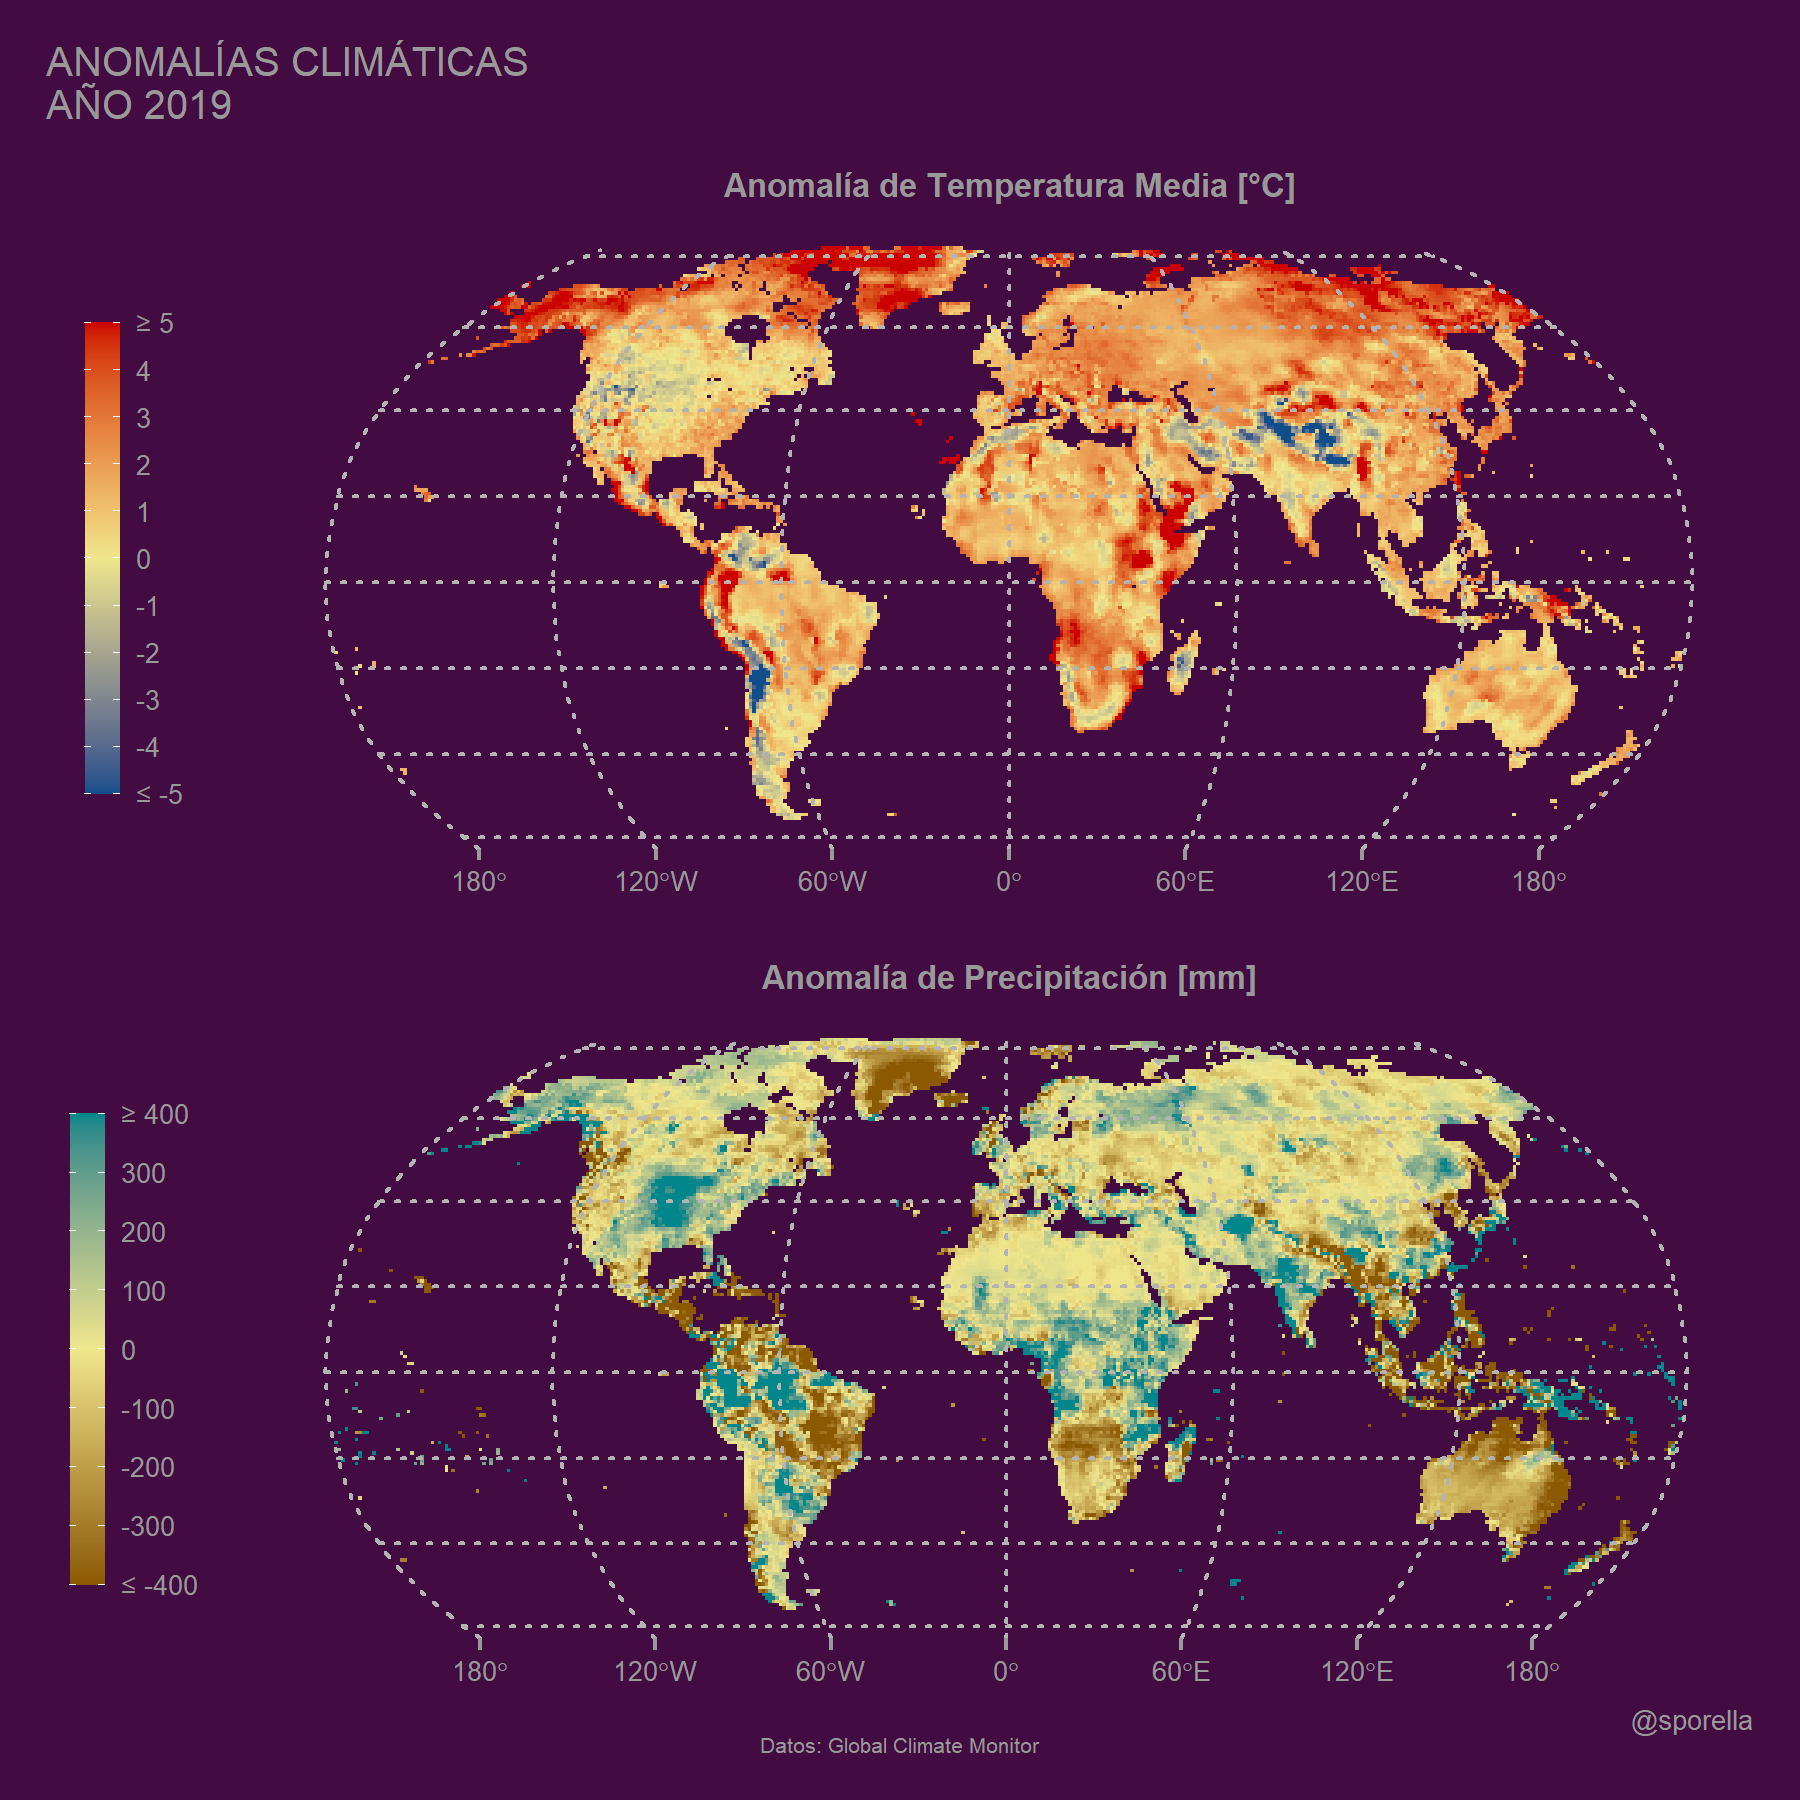 ANOMALÍAS CLIMÁTICAS
AÑO 2019
Anomalía de Temperatura Media [°C]
≥ 5
4
3
2
1
0
-1
-2
-3
-4
≤ -5
180° 120°W 60°W 0° 60°E 120°E 180°
Anomalía de Precipitación [mm]
≥ 400
300
200
100
0
-100
-200
-300
≤ -400
180° 120°W 60°W 0° 60°E 120°E 180°
@sporella
Datos: Global Climate Monitor